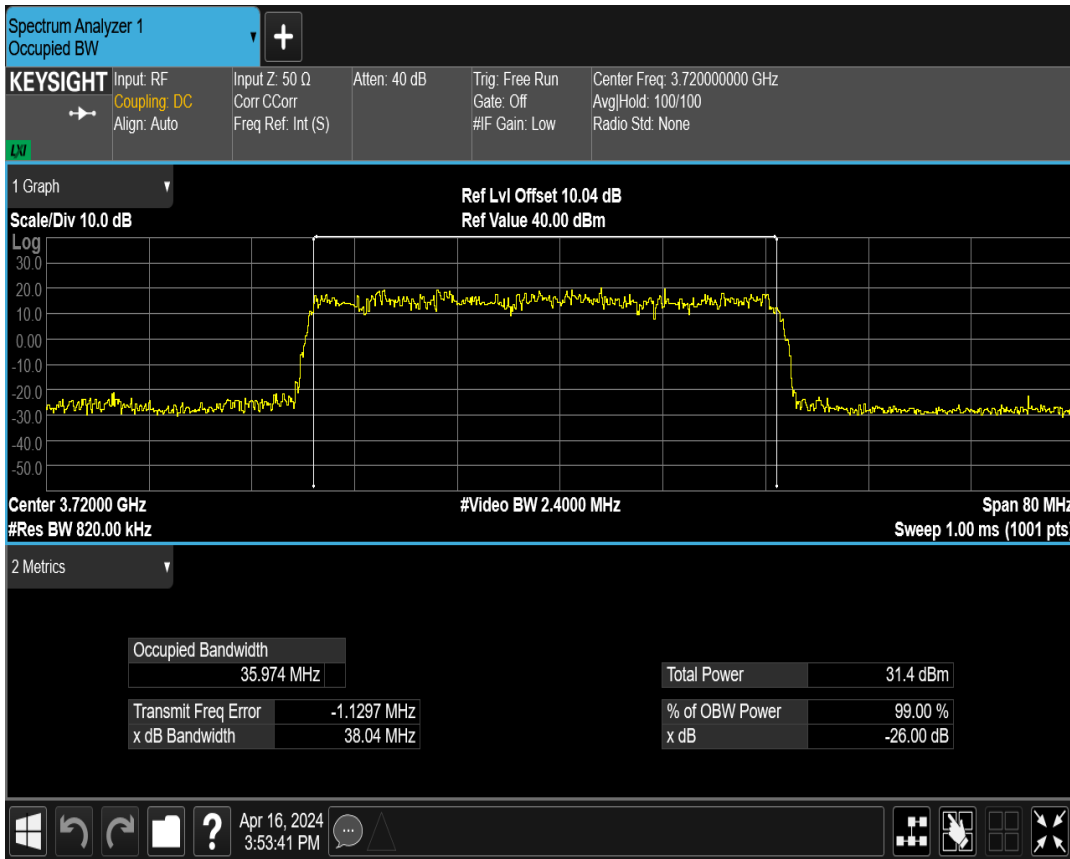 Spectrum Analyzer 1
Occupied BW
+
KEYSIGHT
LXI
Input: RF
Coupling: DC
Align: Auto
Input Z: 50 Ω
Corr CCorr
Freq Ref: Int (S)
Atten: 40 dB
Trig: Free Run
Gate: Off
#IF Gain: Low
Center Freq: 3.720000000 GHz
Avg|Hold: 100/100
Radio Std: None
1 Graph
Scale/Div 10.0 dB
Ref Lvl Offset 10.04 dB
Ref Value 40.00 dBm
Log
30.0
20.0
10.0
0.00
-10.0
-20.0
-30.0
-40.0
-50.0
Center 3.72000 GHz
#Video BW 2.4000 MHz
Span 80 MHz
#Res BW 820.00 kHz
Sweep 1.00 ms (1001 pts)
2 Metrics
Occupied Bandwidth
35.974 MHz
Total Power 31.4 dBm
Transmit Freq Error -1.1297 MHz
% of OBW Power 99.00 %
x dB Bandwidth 38.04 MHz
x dB -26.00 dB
?
Apr 16, 2024
3:53:41 PM